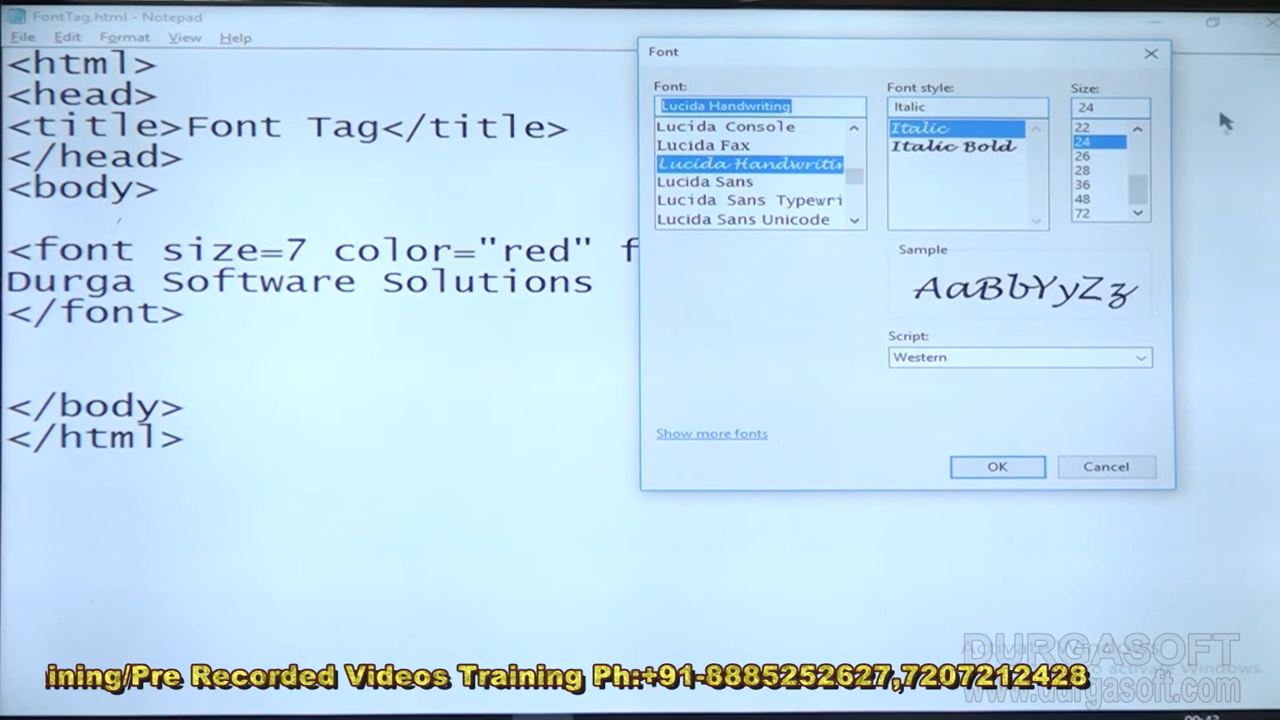 FontTag.html - Notepad
File Edit Format View Help
<html>
<head>
<title>Font Tag</title>
</head>
<body>
<font size=7 color="red" f
Durga Software Solutions
</font>
</body>
</html>
Font
Font:
Lucida Handwriting
Lucida Console
Lucida Fax
Lucida Handwritin
Lucida Sans
Lucida Sans Typewri
Lucida Sans Unicode
Font style:
Italic
Italic
Italic Bold
Size:
24
22
24
26
28
36
48
72
Sample
AaBbYyZz
Script:
Western
Show more fonts
OK Cancel
DURGASOFT
Windows.
www.durgasoft.com
ining/Pre Recorded Videos Training Ph:+91-8885252627,7207212428